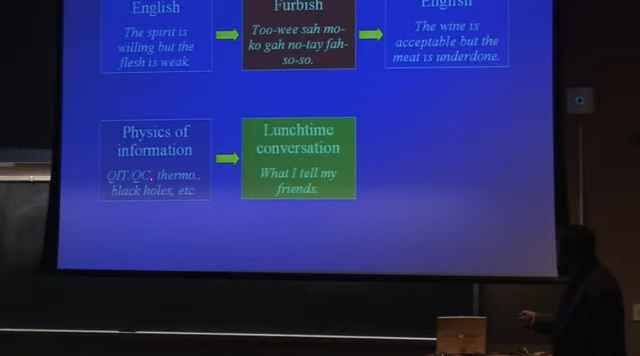 English
Furbish
English
The spirit is
willing but the
flesh is weak.
Too-wee sah mo-
ko gah no-tay fah-
so-so.
The wine is
acceptable but the
meat is underdone.
Physics of
information
QIT/QC, thermo.,
black holes, etc.
Lunchtime
conversation
What I tell my
friends.